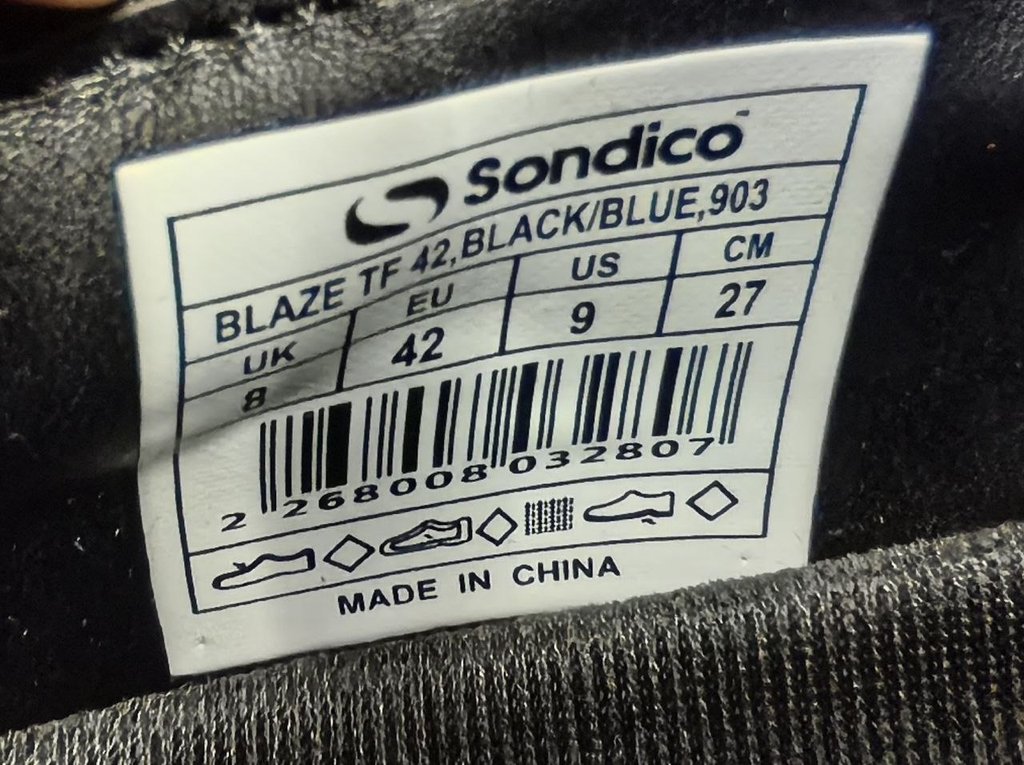 Sondico
BLAZE TF 42,BLACK/BLUE,903
UK EU US CM
8 42 9 27
2 268008 032807
MADE IN CHINA